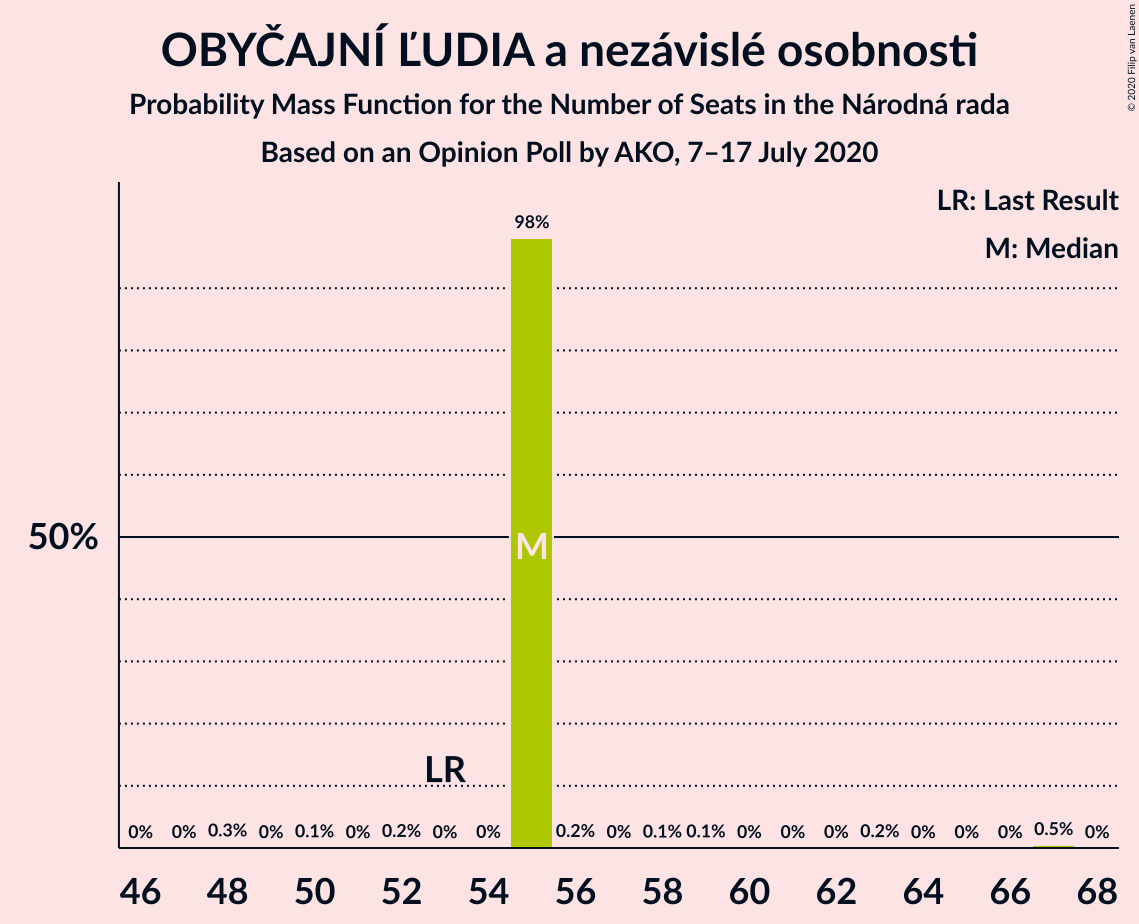 OBYČAJNÍ ĽUDIA a nezávislé osobnosti
Probability Mass Function for the Number of Seats in the Národná rada
Based on an Opinion Poll by AKO, 7–17 July 2020
© 2020 Filip van Laenen
LR: Last Result
M: Median
98%
50%
M
LR
0% 0% 0.3% 0% 0.1% 0% 0.2% 0% 0% 0.2% 0% 0.1% 0.1% 0% 0% 0% 0.2% 0% 0% 0% 0.5% 0%
46 48 50 52 54 56 58 60 62 64 66 68